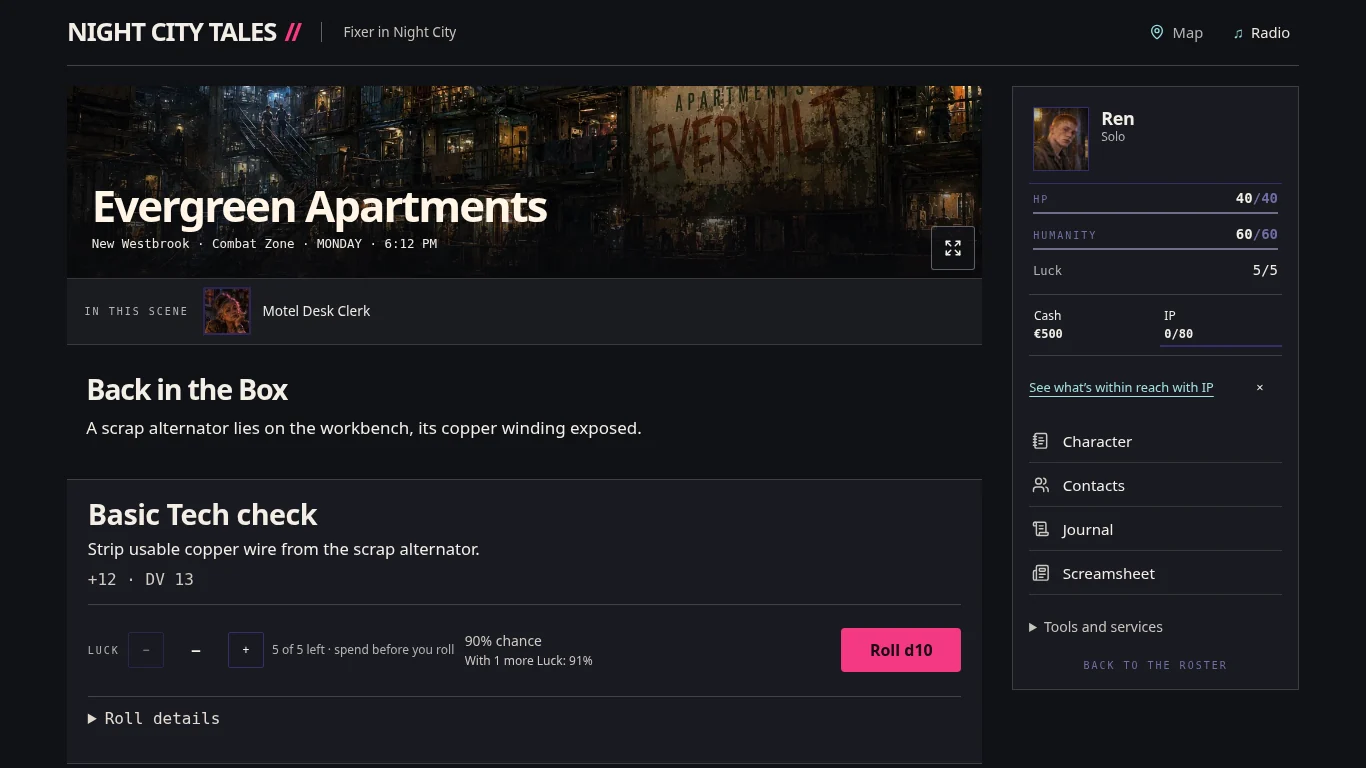 NIGHT CITY TALES //
Fixer in Night City
Map
Radio
APARTMENTS
EVERWILT
Evergreen Apartments
New Westbrook · Combat Zone · MONDAY · 6:12 PM
IN THIS SCENE
Motel Desk Clerk
Back in the Box
A scrap alternator lies on the workbench, its copper winding exposed.
Basic Tech check
Strip usable copper wire from the scrap alternator.
+12 · DV 13
LUCK
−
–
+
5 of 5 left · spend before you roll
90% chance
With 1 more Luck: 91%
Roll d10
Roll details
Ren
Solo
HP
40/40
HUMANITY
60/60
Luck
5/5
Cash
€500
IP
0/80
See what’s within reach with IP
×
Character
Contacts
Journal
Screamsheet
Tools and services
BACK TO THE ROSTER